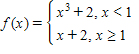 f(x) = { x³ + 2, x < 1
x + 2, x ≥ 1